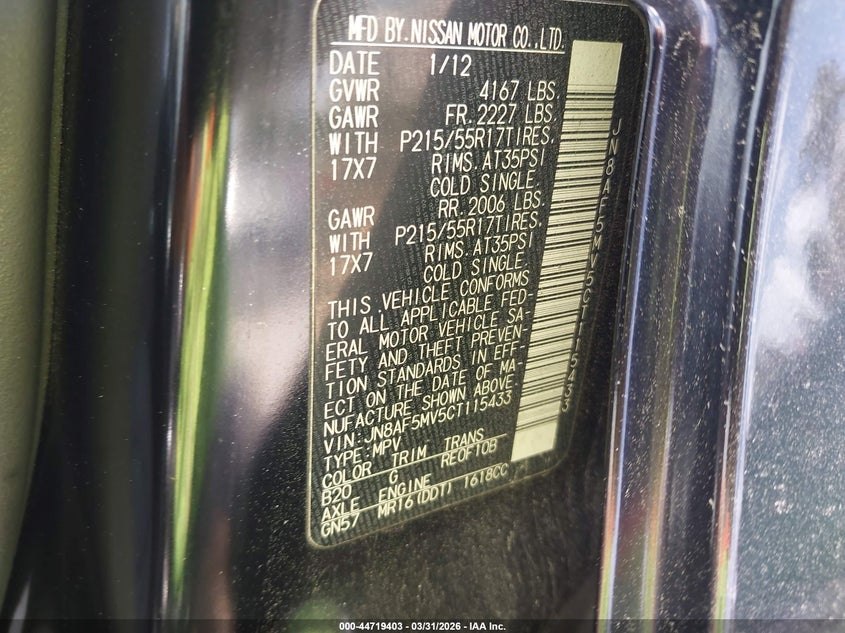 MFD BY.NISSAN MOTOR CO.,LTD.
DATE 1/12
GVWR 4167 LBS.
GAWR FR.2227 LBS.
WITH P215/55R17TIRES.
17X7 RIMS.AT35PSI
COLD SINGLE.
GAWR RR.2006 LBS.
WITH P215/55R17TIRES.
17X7 RIMS.AT35PSI
COLD SINGLE.
THIS VEHICLE CONFORMS
TO ALL APPLICABLE FED-
ERAL MOTOR VEHICLE SA-
FETY AND THEFT PREVEN-
TION STANDARDS IN EFF-
ECT ON THE DATE OF MA-
NUFACTURE SHOWN ABOVE.
VIN:JN8AF5MV5CT115433
TYPE:MPV
COLOR TRIM TRANS
B20 G RE0FT0B
AXLE ENGINE
GN57 MR16(DDT) 1618CC
JN8AF5MV5CT115433
000-44719403 - 03/31/2026 - IAA Inc.